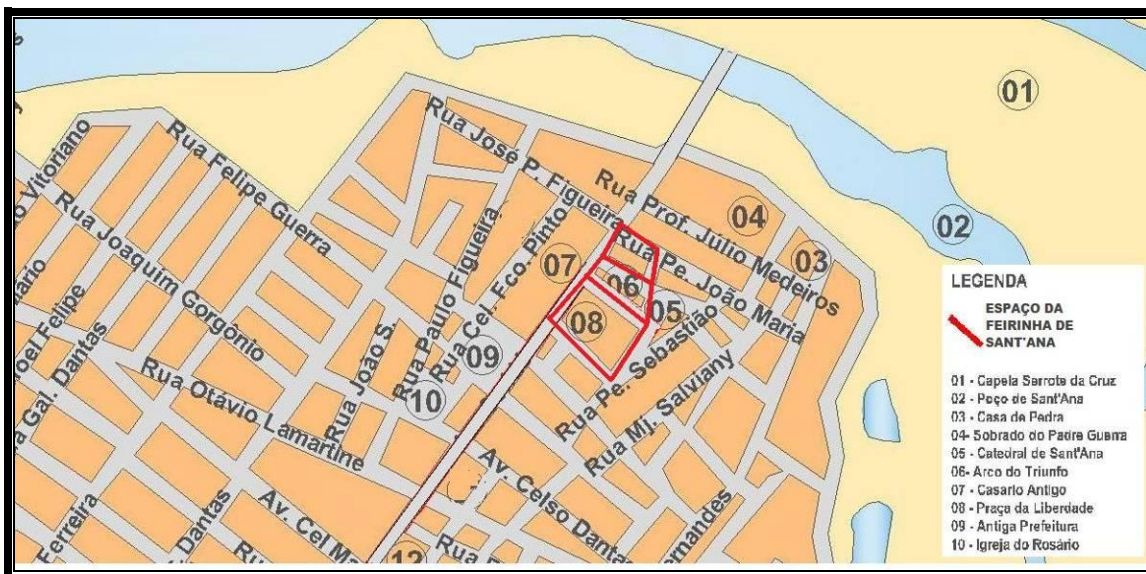 01
Rua José P. Figueira
Rua Felipe Guerra
Vitoriano
Rua Prof. Júlio Medeiros
04
02
Rua Joaquim Gorgônio
Rua Paulo Figueira
Rua Cel. Fco. Pinto
07
Rua Pe. João Maria
03
06
05
08
Rua Pe. Sebastião
Rua Mj. Salviany
09
10
Rua João S.
Rua Otávio Lamartine
Gal. Dantas
Felipe
Av. Celso Dantas
Av. Cel
Dantas
Ferreira
12
Rua
LEGENDA
ESPAÇO DA
FEIRINHA DE
SANT'ANA
01 - Capela Serrote da Cruz
02 - Poço de Sant'Ana
03 - Casa de Pedra
04- Sobrado do Padre Guerra
05 - Catedral de Sant'Ana
06- Arco do Triunfo
07 - Casario Antigo
08 - Praça da Liberdade
09 - Antiga Prefeitura
10 - Igreja do Rosário